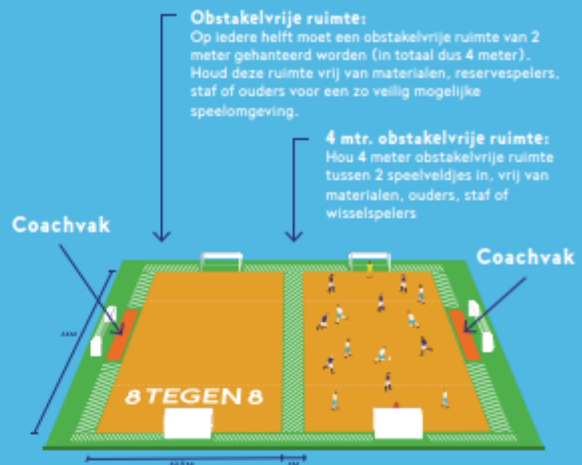 Obstakelvrije ruimte:
Op iedere helft moet een obstakelvrije ruimte van 2
meter gehanteerd worden (in totaal dus 4 meter).
Houd deze ruimte vrij van materialen, reservespelers,
staf of ouders voor een zo veilig mogelijke
speelomgeving.
4 mtr. obstakelvrije ruimte:
Hou 4 meter obstakelvrije ruimte
tussen 2 speelveldjes in, vrij van
materialen, ouders, staf of
wisselspelers
Coachvak
Coachvak
8 TEGEN 8